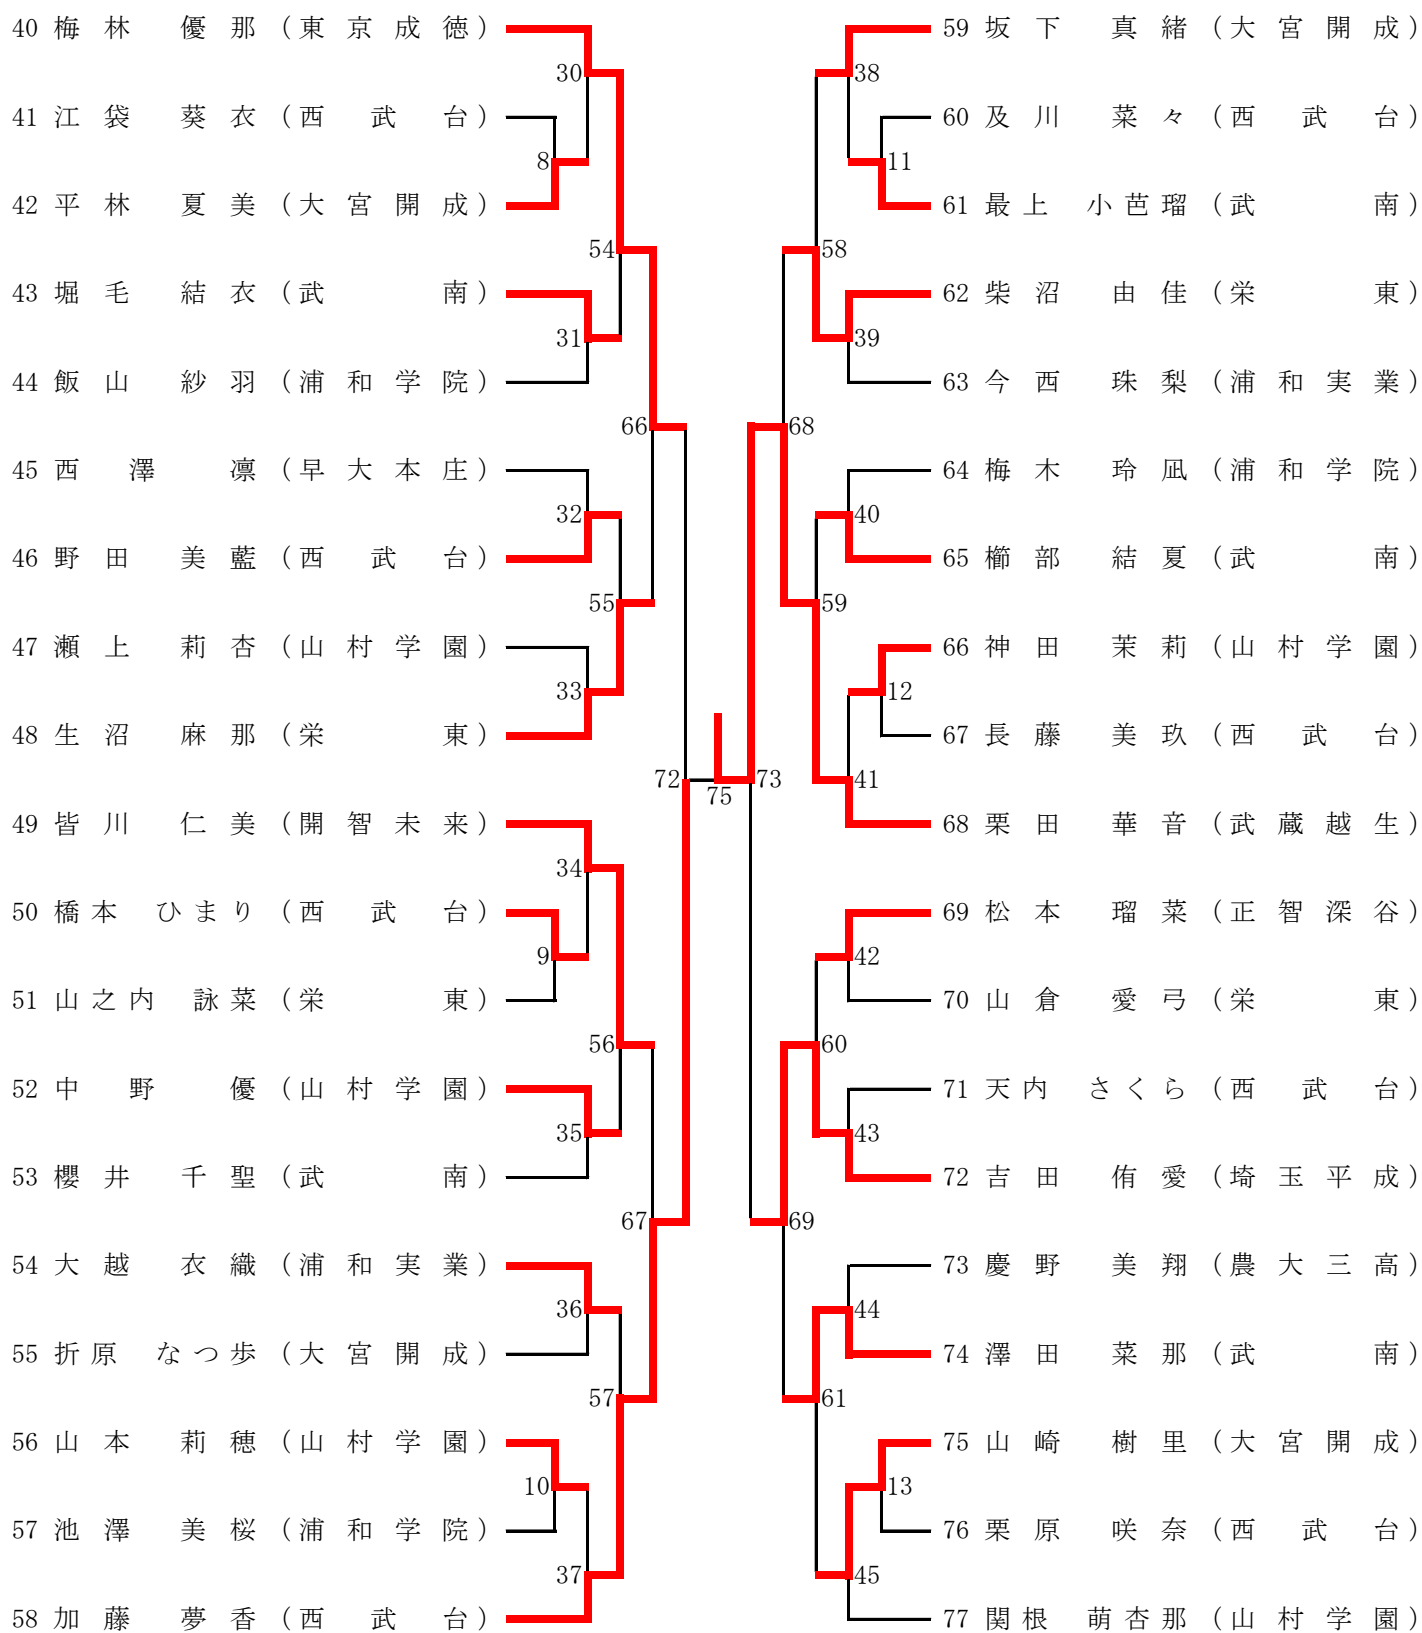 40 梅林 優那 (東京成徳)
41 江袋 葵衣 (西武台)
42 平林 夏美 (大宮開成)
43 堀毛 結衣 (武南)
44 飯山 紗羽 (浦和学院)
45 西澤 凛 (早大本庄)
46 野田 美藍 (西武台)
47 瀬上 莉杏 (山村学園)
48 生沼 麻那 (栄東)
49 皆川 仁美 (開智未来)
50 橋本 ひまり (西武台)
51 山之内 詠菜 (栄東)
52 中野 優 (山村学園)
53 櫻井 千聖 (武南)
54 大越 衣織 (浦和実業)
55 折原 なつ歩 (大宮開成)
56 山本 莉穂 (山村学園)
57 池澤 美桜 (浦和学院)
58 加藤 夢香 (西武台)
30
8
54
31
66
32
55
33
72
34
9
56
35
67
36
57
10
37
75
38
11
58
39
68
40
59
12
73
41
42
60
43
69
44
61
13
45
59 坂下 真緒 (大宮開成)
60 及川 菜々 (西武台)
61 最上 小芭瑠 (武南)
62 柴沼 由佳 (栄東)
63 今西 珠梨 (浦和実業)
64 梅木 玲凪 (浦和学院)
65 曛部 結夏 (武南)
66 神田 茉莉 (山村学園)
67 長藤 美玖 (西武台)
68 栗田 華音 (武蔵越生)
69 松本 瑠菜 (正智深谷)
70 山倉 愛弓 (栄東)
71 天内 さくら (西武台)
72 吉田 侑愛 (埼玉平成)
73 慶野 美翔 (農大三高)
74 澤田 菜那 (武南)
75 山崎 樹里 (大宮開成)
76 栗原 咲奈 (西武台)
77 関根 萌杏那 (山村学園)